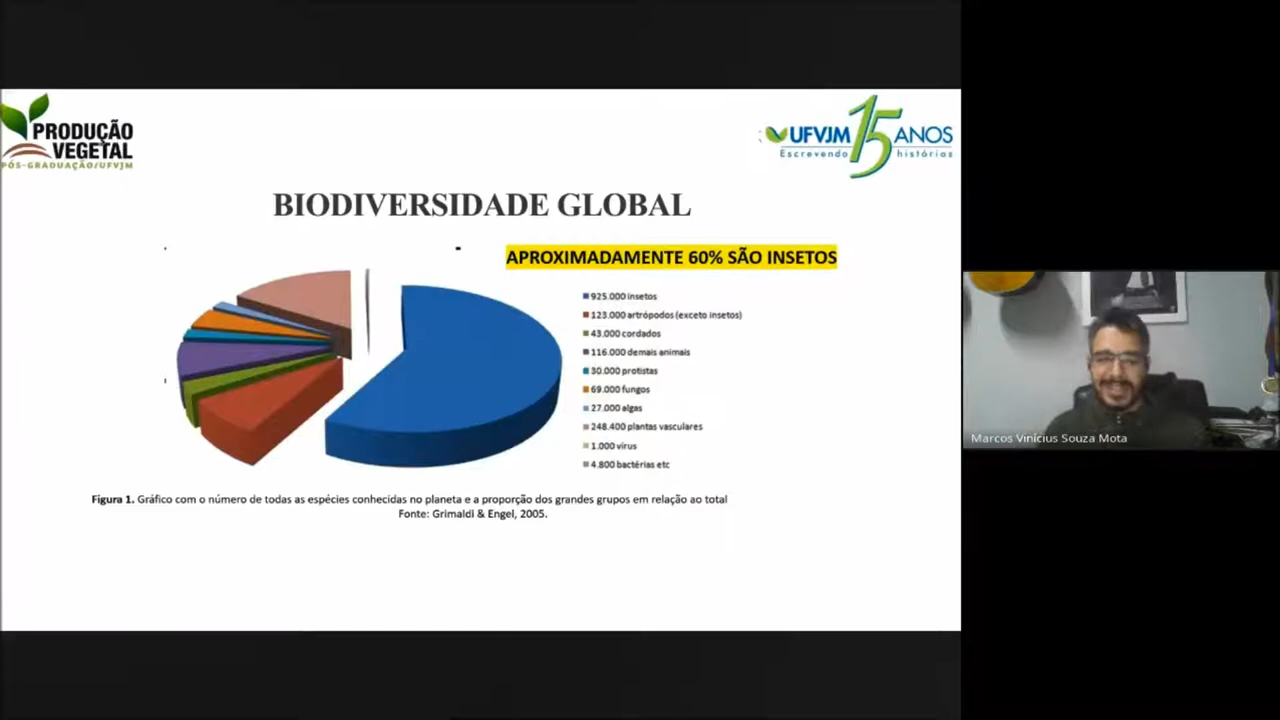 PRODUÇÃO
VEGETAL
PÓS-GRADUAÇÃO/UFVJM
UFVJM 15 ANOS
Escrevendo histórias
BIODIVERSIDADE GLOBAL
APROXIMADAMENTE 60% SÃO INSETOS
925.000 insetos
123.000 artrópodos (exceto insetos)
43.000 cordados
116.000 demais animais
30.000 protistas
69.000 fungos
27.000 algas
248.400 plantas vasculares
1.000 vírus
4.800 bactérias etc
Figura 1. Gráfico com o número de todas as espécies conhecidas no planeta e a proporção dos grandes grupos em relação ao total
Fonte: Grimaldi & Engel, 2005.
Marcos Vinícius Souza Mota